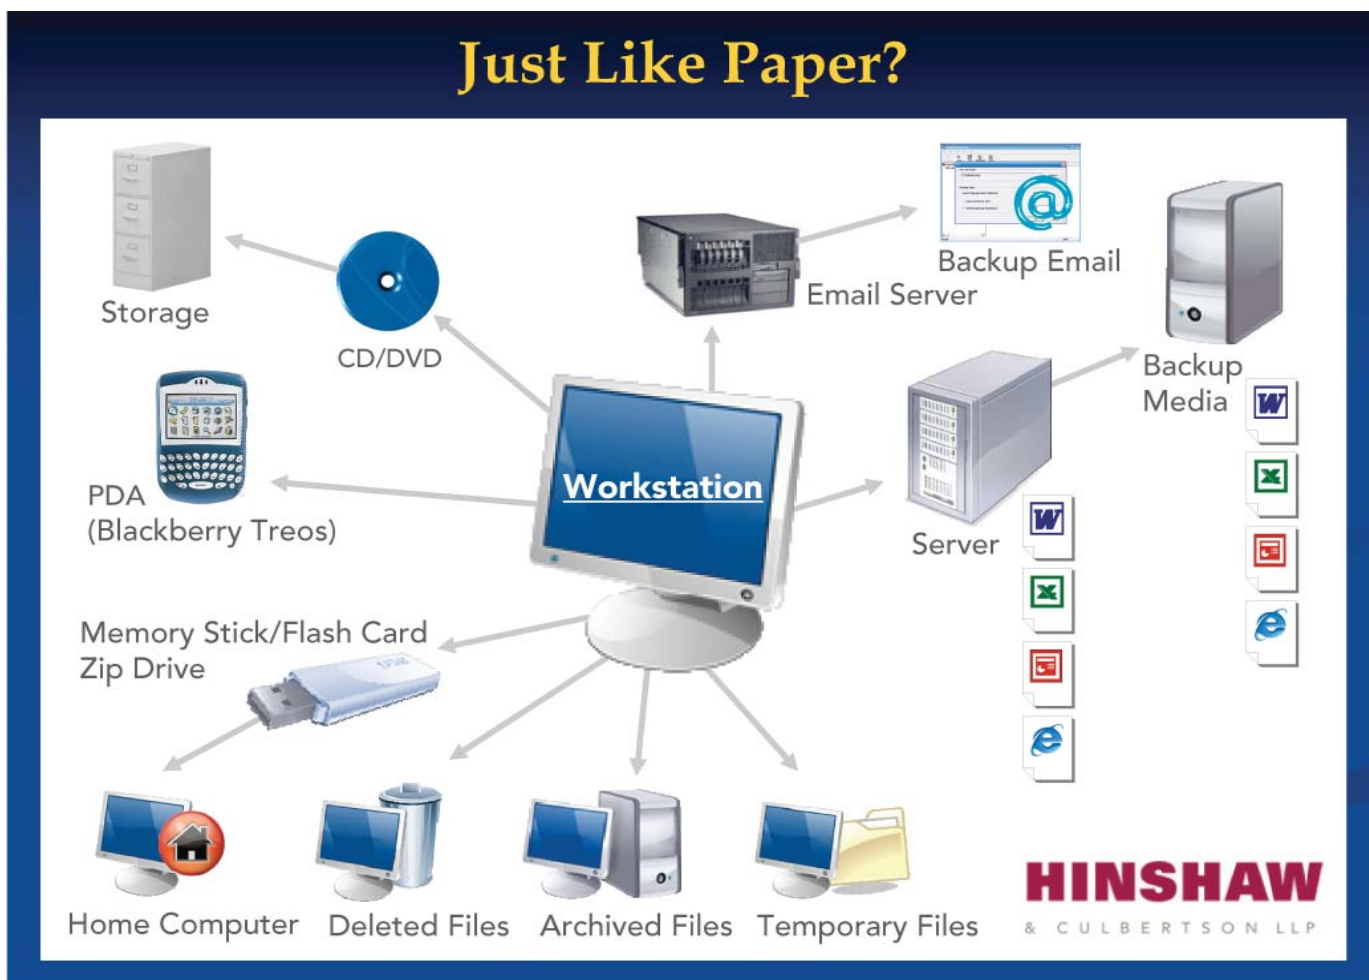 Just Like Paper?
Storage
CD/DVD
Email Server
Backup Email
Backup
Media
PDA
(Blackberry Treos)
Workstation
Server
Memory Stick/Flash Card
Zip Drive
Home Computer
Deleted Files
Archived Files
Temporary Files
HINSHAW
& CULBERTSON LLP